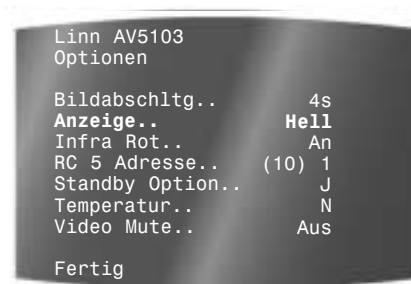 Linn AV5103
Optionen
Bildabschltg.. 4s
Anzeige.. Hell
Infra Rot.. An
RC 5 Adresse.. (10) 1
Standby Option.. J
Temperatur.. N
Video Mute.. Aus
Fertig